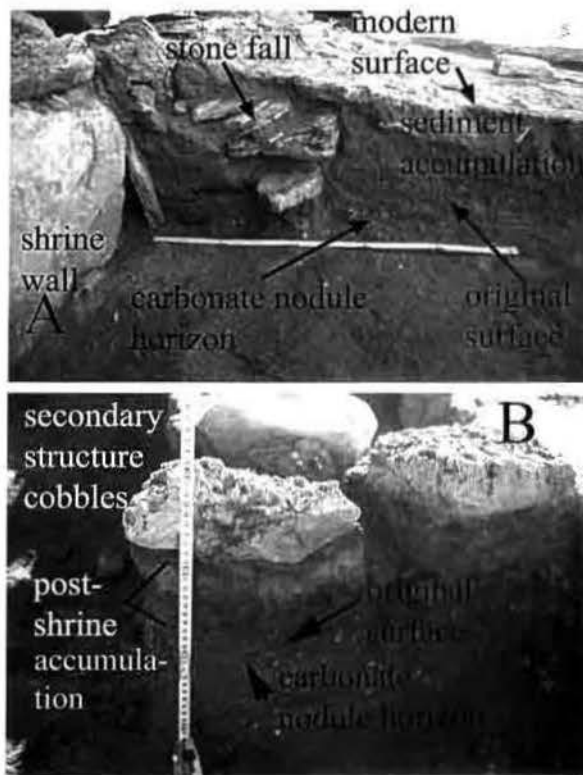 stone fall
modern
surface
sediment
accumulation
shrine
wall
A
carbonate nodule
horizon
original
surface
secondary
structure
cobbles
B
post-
shrine
accumula-
tion
original
surface
carbonate
nodule horizon